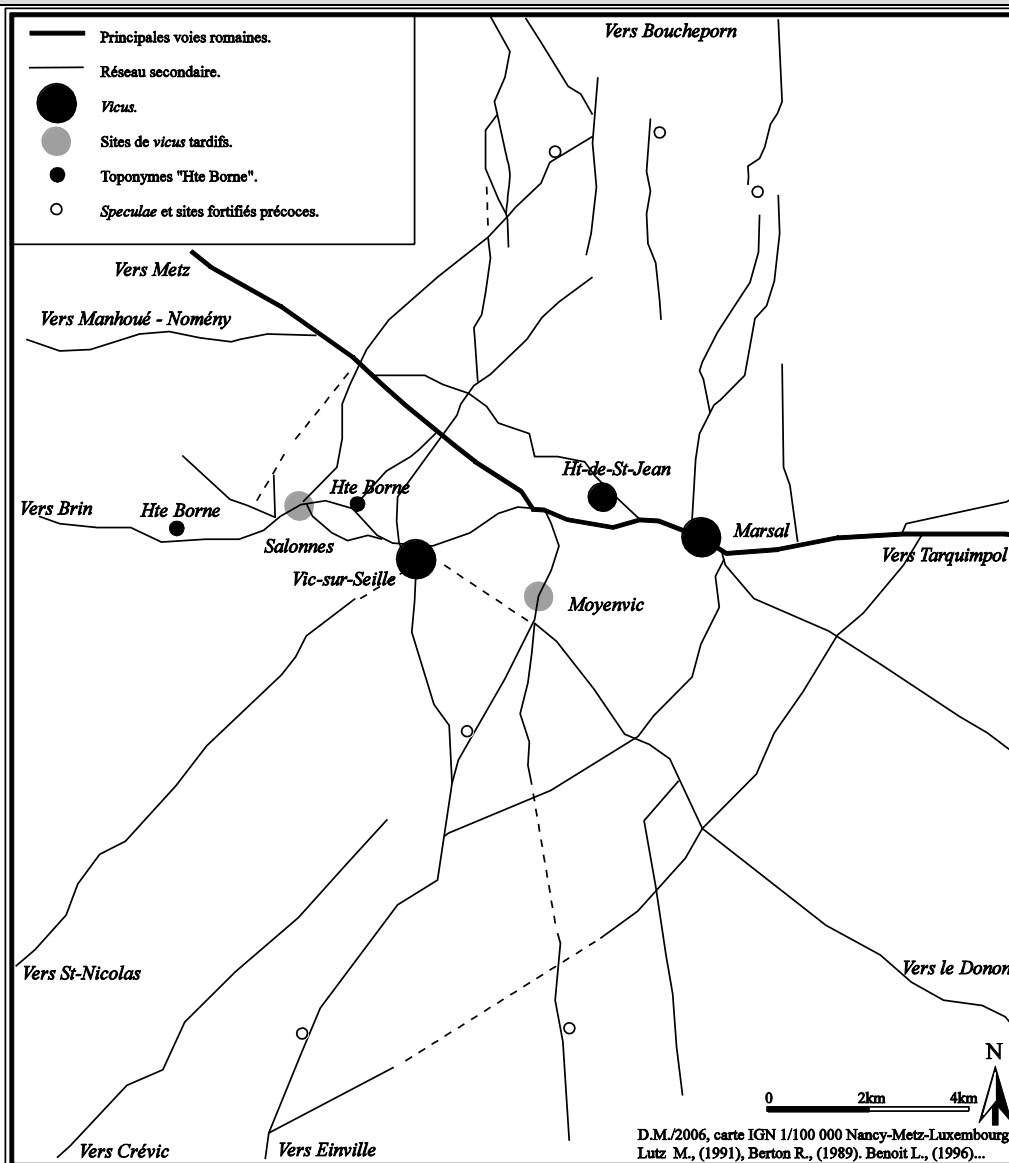 Principales voies romaines.
Réseau secondaire.
Vicus.
Sites de vicus tardifs.
Toponymes "Hte Borne".
Speculae et sites fortifiés précoces.
Vers Boucheporn
Vers Metz
Vers Manhoué - Nomény
Ht-de-St-Jean
Hte Borne
Vers Brin
Hte Borne
Marsal
Salonnes
Vers Tarquimpol
Vic-sur-Seille
Moyenvic
Vers St-Nicolas
Vers le Donon
N
0 2km 4km
D.M./2006, carte IGN 1/100 000 Nancy-Metz-Luxembourg
Lutz M., (1991), Berton R., (1989). Benoit L., (1996)...
Vers Crévic
Vers Einville